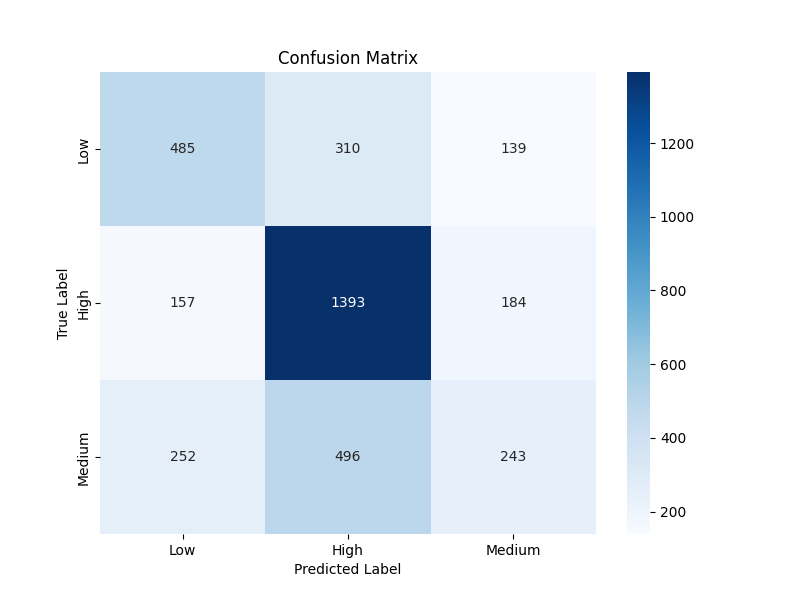 Confusion Matrix
True Label
Low
485 310 139
High
157 1393 184
Medium
252 496 243
Low High Medium
Predicted Label
1200
1000
800
600
400
200